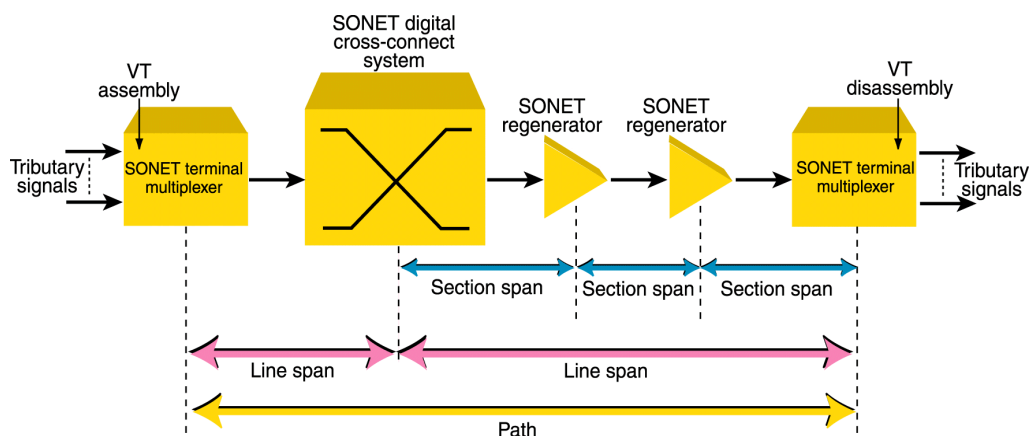 SONET digital
cross-connect
system
VT
assembly
VT
disassembly
SONET
regenerator
SONET
regenerator
Tributary
signals
SONET terminal
multiplexer
SONET terminal
multiplexer
Tributary
signals
Section span
Section span
Section span
Line span
Line span
Path